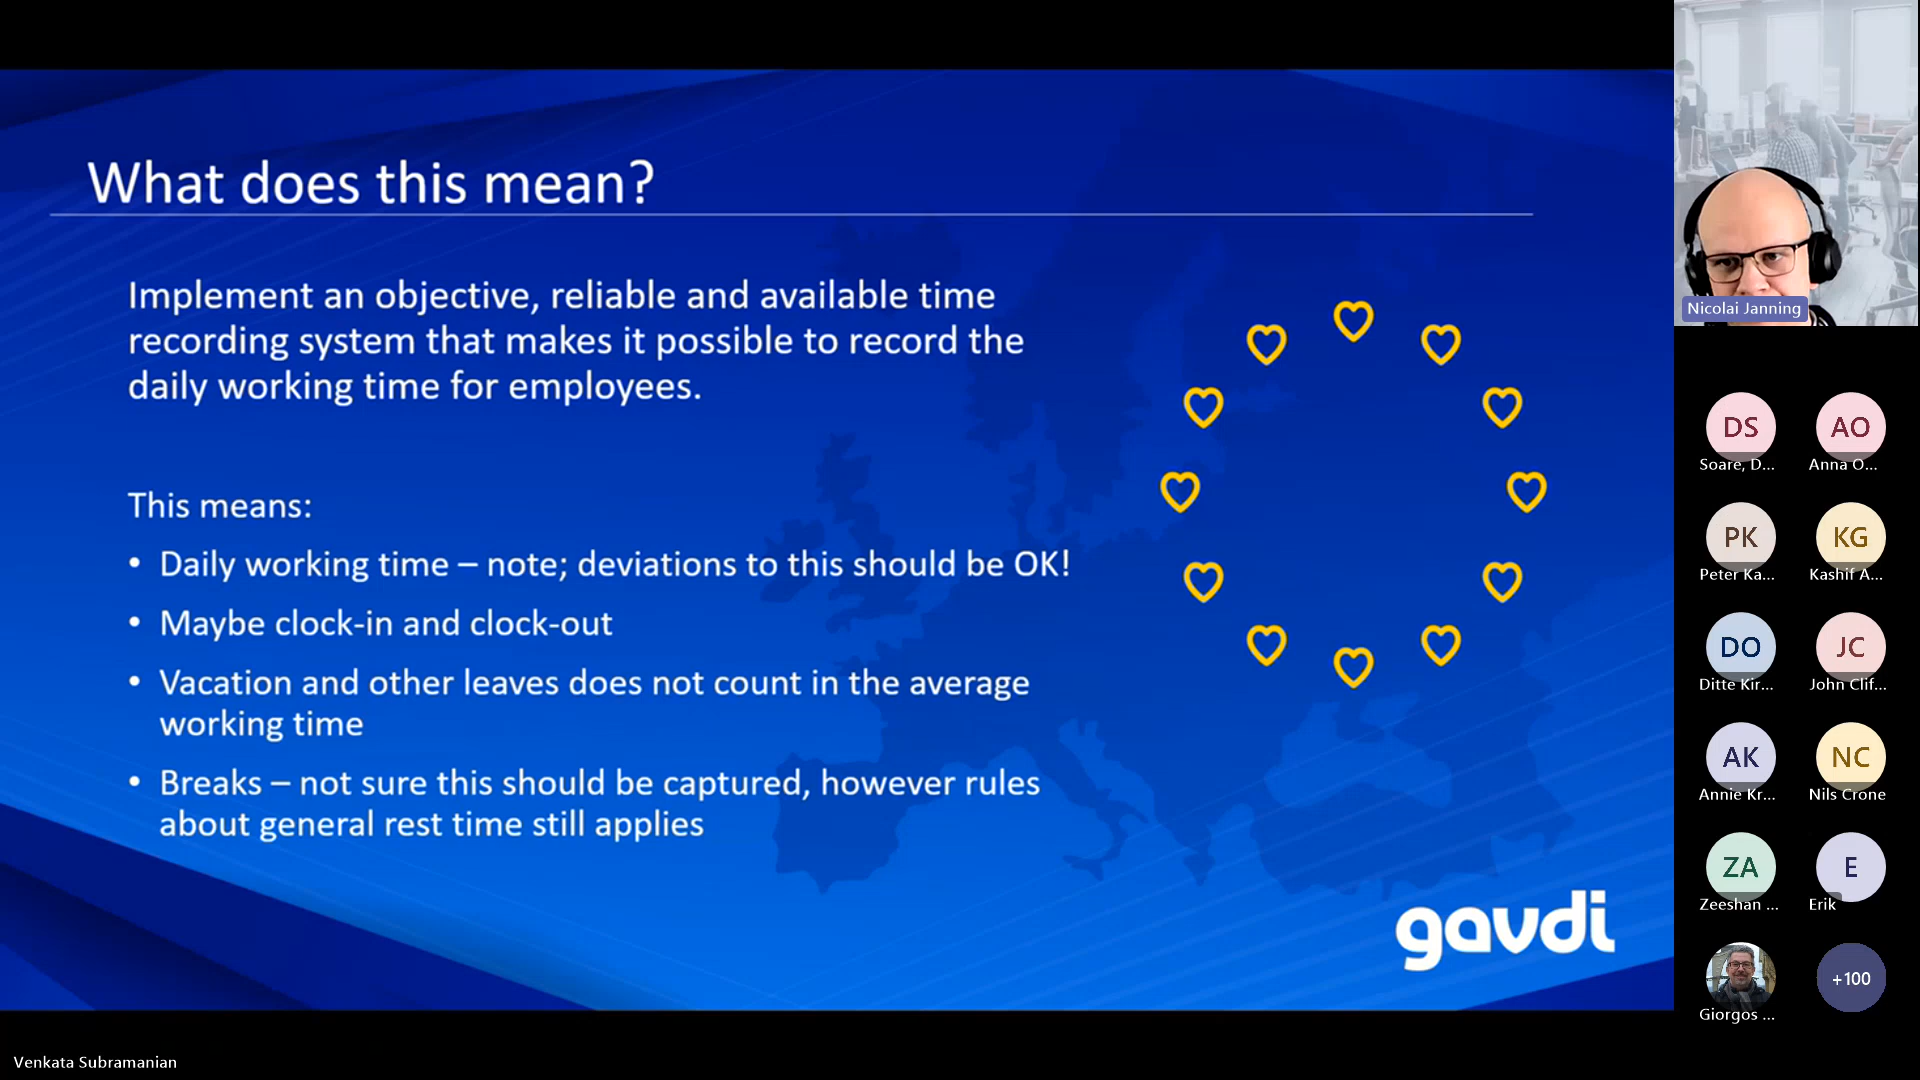 What does this mean?
Implement an objective, reliable and available time
recording system that makes it possible to record the
daily working time for employees.
This means:
• Daily working time – note; deviations to this should be OK!
• Maybe clock-in and clock-out
• Vacation and other leaves does not count in the average
working time
• Breaks – not sure this should be captured, however rules
about general rest time still applies
gavdi
Nicolai Janning
DS
AO
Soare, D...
Anna O...
PK
KG
Peter Ka...
Kashif A...
DO
JC
Ditte Kir...
John Clif...
AK
NC
Annie Kr...
Nils Crone
ZA
E
Zeeshan ...
Erik
+100
Giorgos ...
Venkata Subramanian